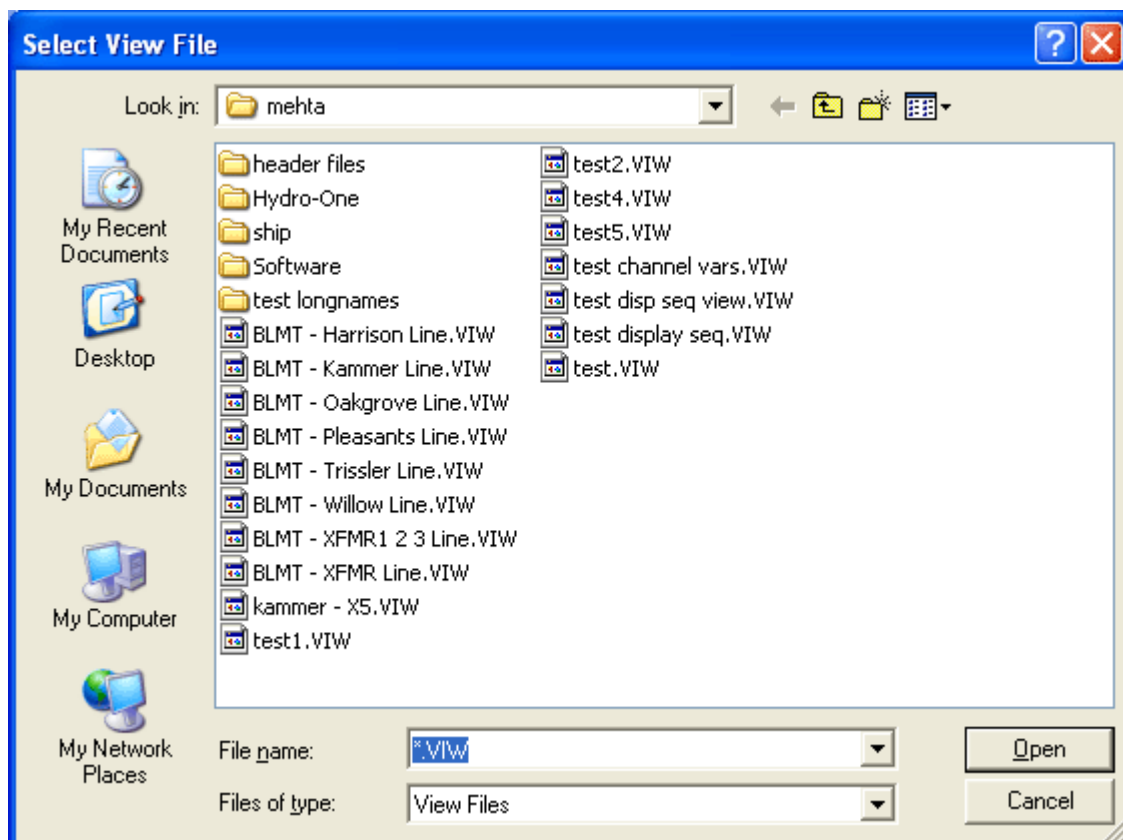 Select View File
Look in: mehta
My Recent
Documents
Desktop
My Documents
My Computer
My Network
Places
header files
Hydro-One
ship
Software
test longnames
BLMT - Harrison Line.VIW
BLMT - Kammer Line.VIW
BLMT - Oakgrove Line.VIW
BLMT - Pleasants Line.VIW
BLMT - Trissler Line.VIW
BLMT - Willow Line.VIW
BLMT - XFMR1 2 3 Line.VIW
BLMT - XFMR Line.VIW
kammer - X5.VIW
test1.VIW
test2.VIW
test4.VIW
test5.VIW
test channel vars.VIW
test disp seq view.VIW
test display seq.VIW
test.VIW
File name: *.VIW
Open
Files of type: View Files
Cancel